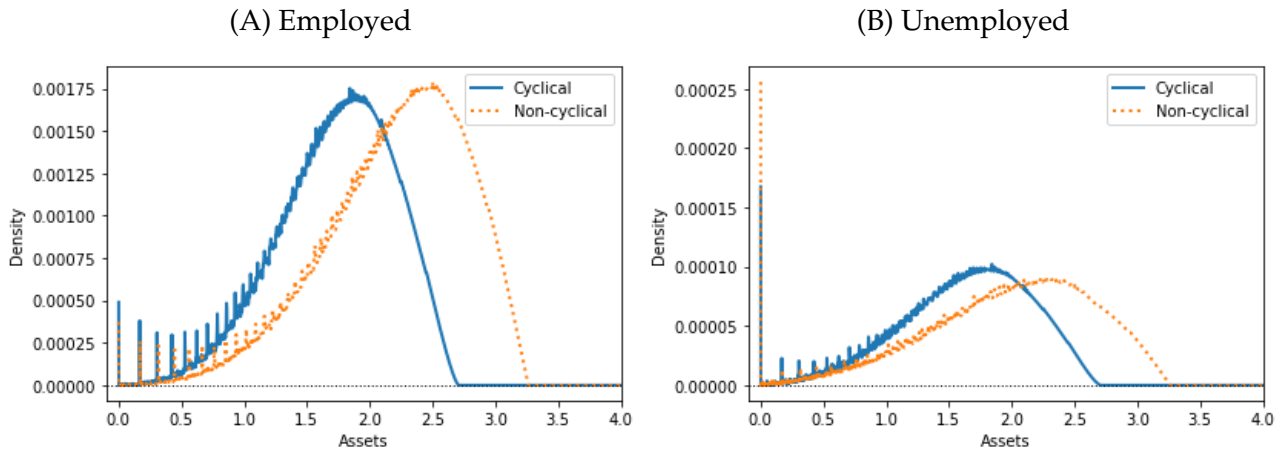 (A) Employed
0.00175
0.00150
0.00125
0.00100
0.00075
0.00050
0.00025
0.00000
Density
0.0 0.5 1.0 1.5 2.0 2.5 3.0 3.5 4.0
Assets
Cyclical
Non-cyclical
(B) Unemployed
0.00025
0.00020
0.00015
0.00010
0.00005
0.00000
Density
0.0 0.5 1.0 1.5 2.0 2.5 3.0 3.5 4.0
Assets
Cyclical
Non-cyclical